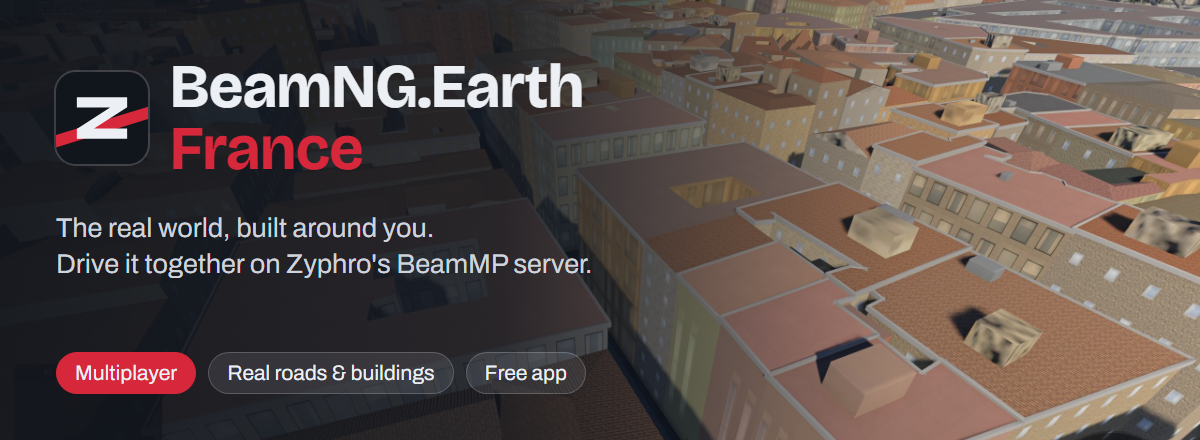 Z
BeamNG.Earth
France
The real world, built around you.
Drive it together on Zyphro's BeamMP server.
Multiplayer
Real roads & buildings
Free app